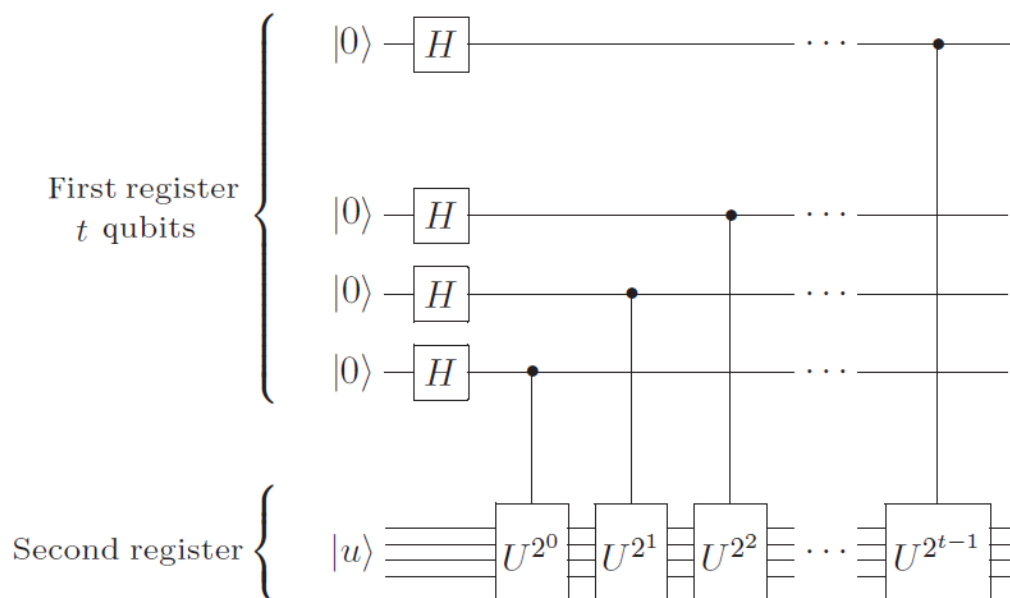 |0⟩ H ···
First register
t qubits
|0⟩ H ···
|0⟩ H ···
|0⟩ H ···
Second register |u⟩ U^{2^0} U^{2^1} U^{2^2} ··· U^{2^{t−1}}